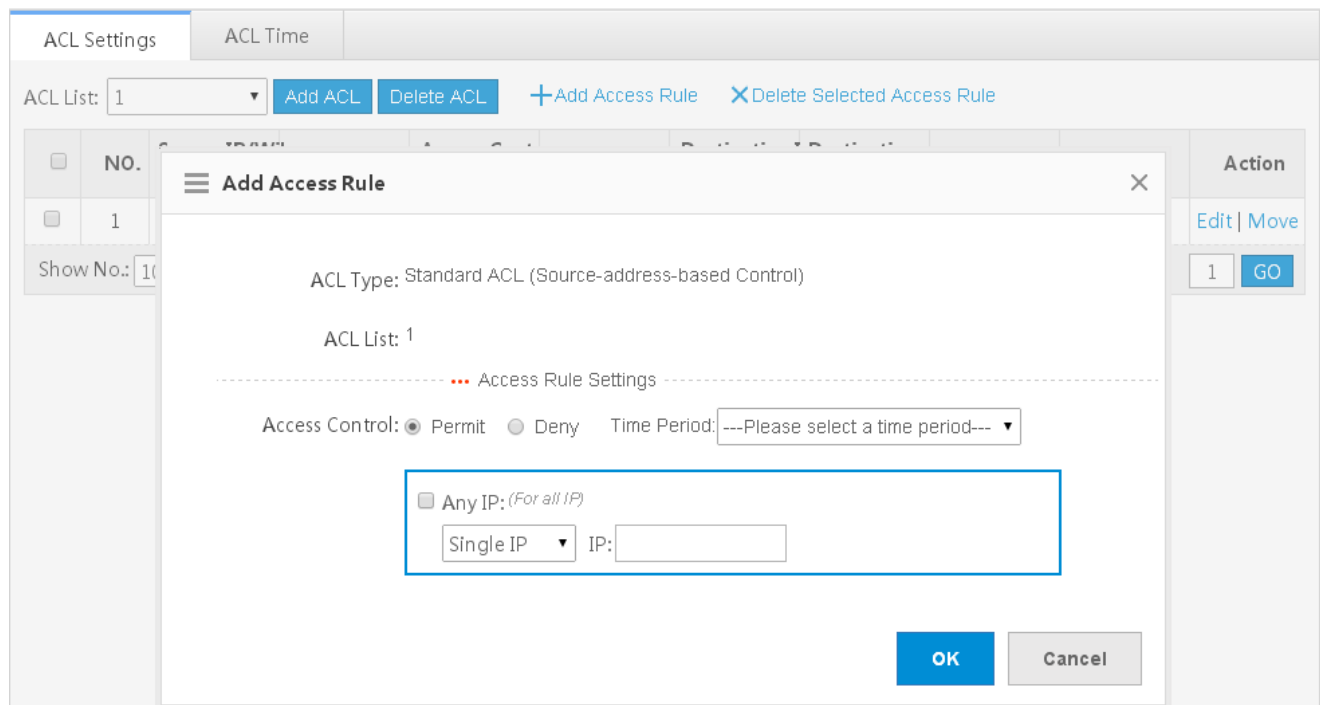 ACL Settings ACL Time
ACL List: 1 Add ACL Delete ACL Add Access Rule Delete Selected Access Rule
NO. Action
Add Access Rule
1 Edit | Move
Show No.: 1 GO
ACL Type: Standard ACL (Source-address-based Control)
ACL List: 1
Access Rule Settings
Access Control: Permit Deny Time Period: ---Please select a time period---
Any IP: (For all IP)
Single IP IP:
OK Cancel